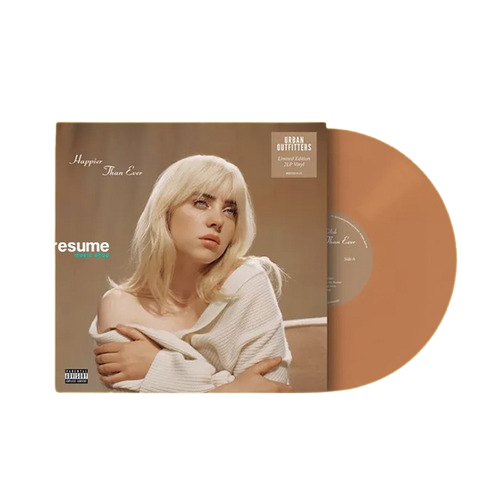 URBAN
OUTFITTERS
Limited Edition
2LP Vinyl
Happier
Than Ever
resume
PARENTAL
ADVISORY
EXPLICIT CONTENT
Than Ever